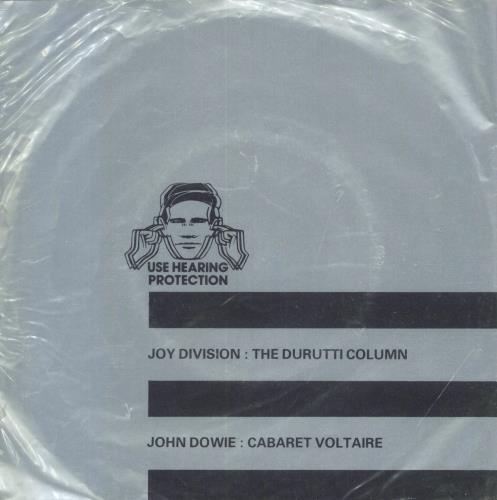 USE HEARING
PROTECTION
JOY DIVISION : THE DURUTTI COLUMN
JOHN DOWIE : CABARET VOLTAIRE